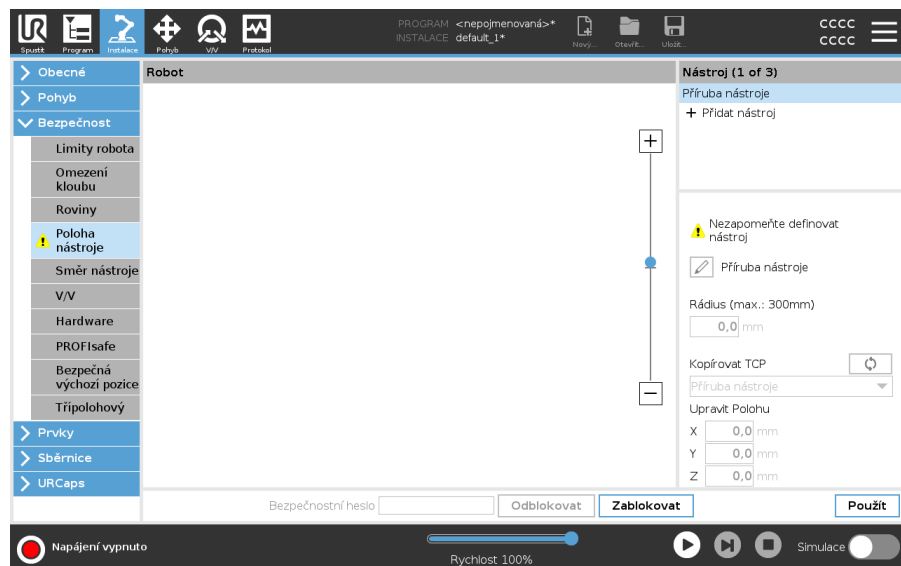 PROGRAM <nepojmenovaná>*
INSTALACE default_1*
Spustit Program Instalace Pohyb V/V Protokol
Nový... Otevřít... Uložit...
cccc
cccc
Obecné
Pohyb
Bezpečnost
Limity robota
Omezení
kloubu
Roviny
Poloha
nástroje
Směr nástroje
V/V
Hardware
PROFIsafe
Bezpečná
výchozí pozice
Třípolohový
Prvky
Sběrnice
URCaps
Robot
Nástroj (1 of 3)
Příruba nástroje
+ Přidat nástroj
Nezapomeňte definovat
nástroj
Příruba nástroje
Rádius (max.: 300mm)
0,0 mm
Kopírovat TCP
Příruba nástroje
Upravit Polohu
X 0,0 mm
Y 0,0 mm
Z 0,0 mm
Bezpečnostní heslo Odblokovat Zablokovat Použít
Napájení vypnuto
Rychlost 100%
Simulace